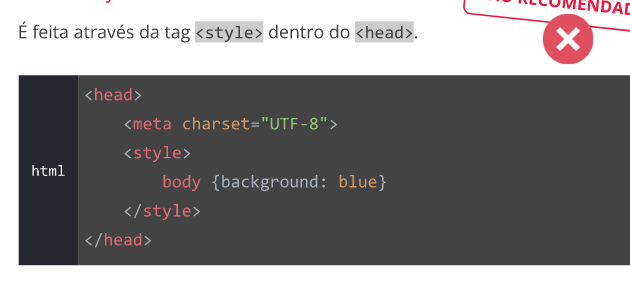 RECOMENDAD
É feita através da tag <style> dentro do <head>.
html
<head>
<meta charset="UTF-8">
<style>
body {background: blue}
</style>
</head>